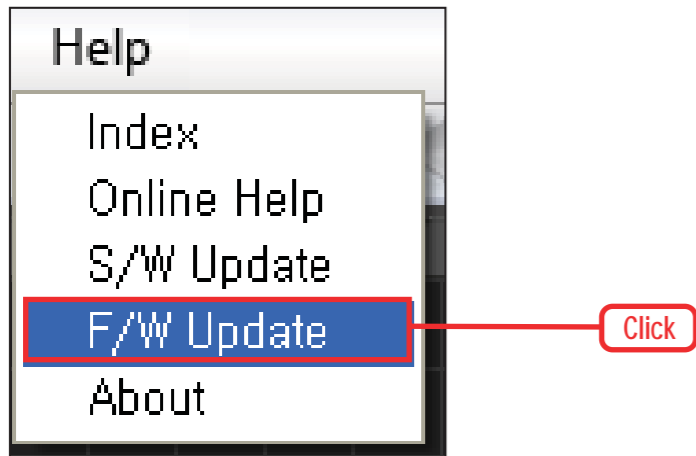 Help
Index
Online Help
S/W Update
F/W Update
Click
About